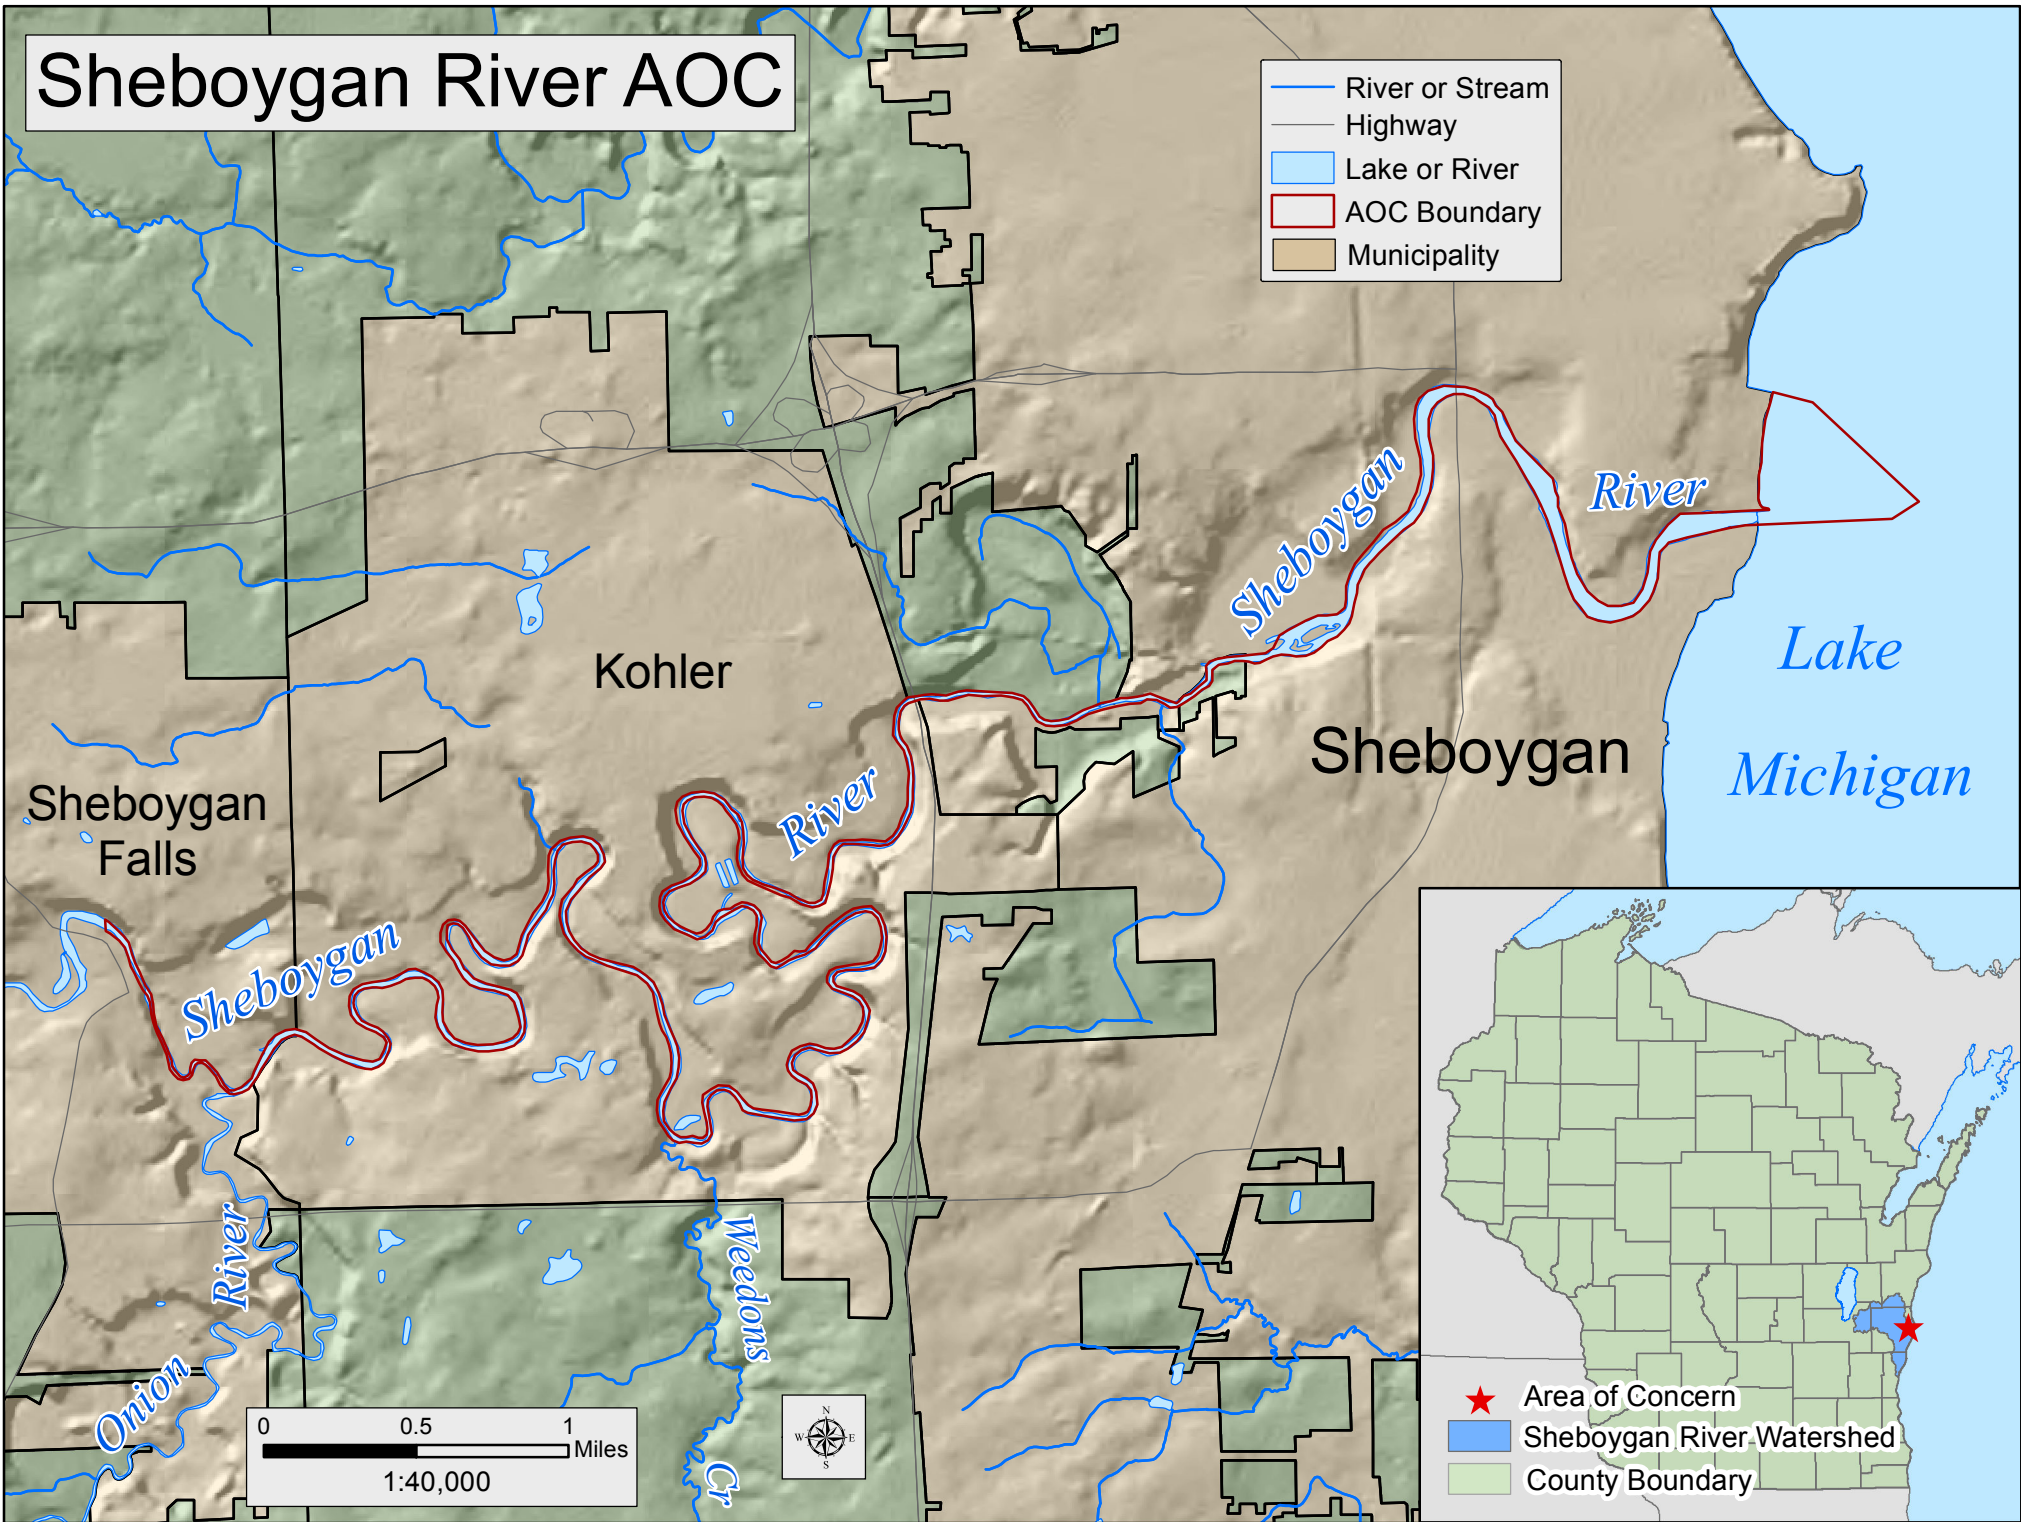 Sheboygan River AOC
River or Stream
Highway
Lake or River
AOC Boundary
Municipality
Sheboygan
River
Lake
Michigan
Kohler
Sheboygan
Sheboygan
Falls
River
Sheboygan
River
Onion
Weedons
Cr
0 0.5 1
Miles
1:40,000
N
W E
S
Area of Concern
Sheboygan River Watershed
County Boundary